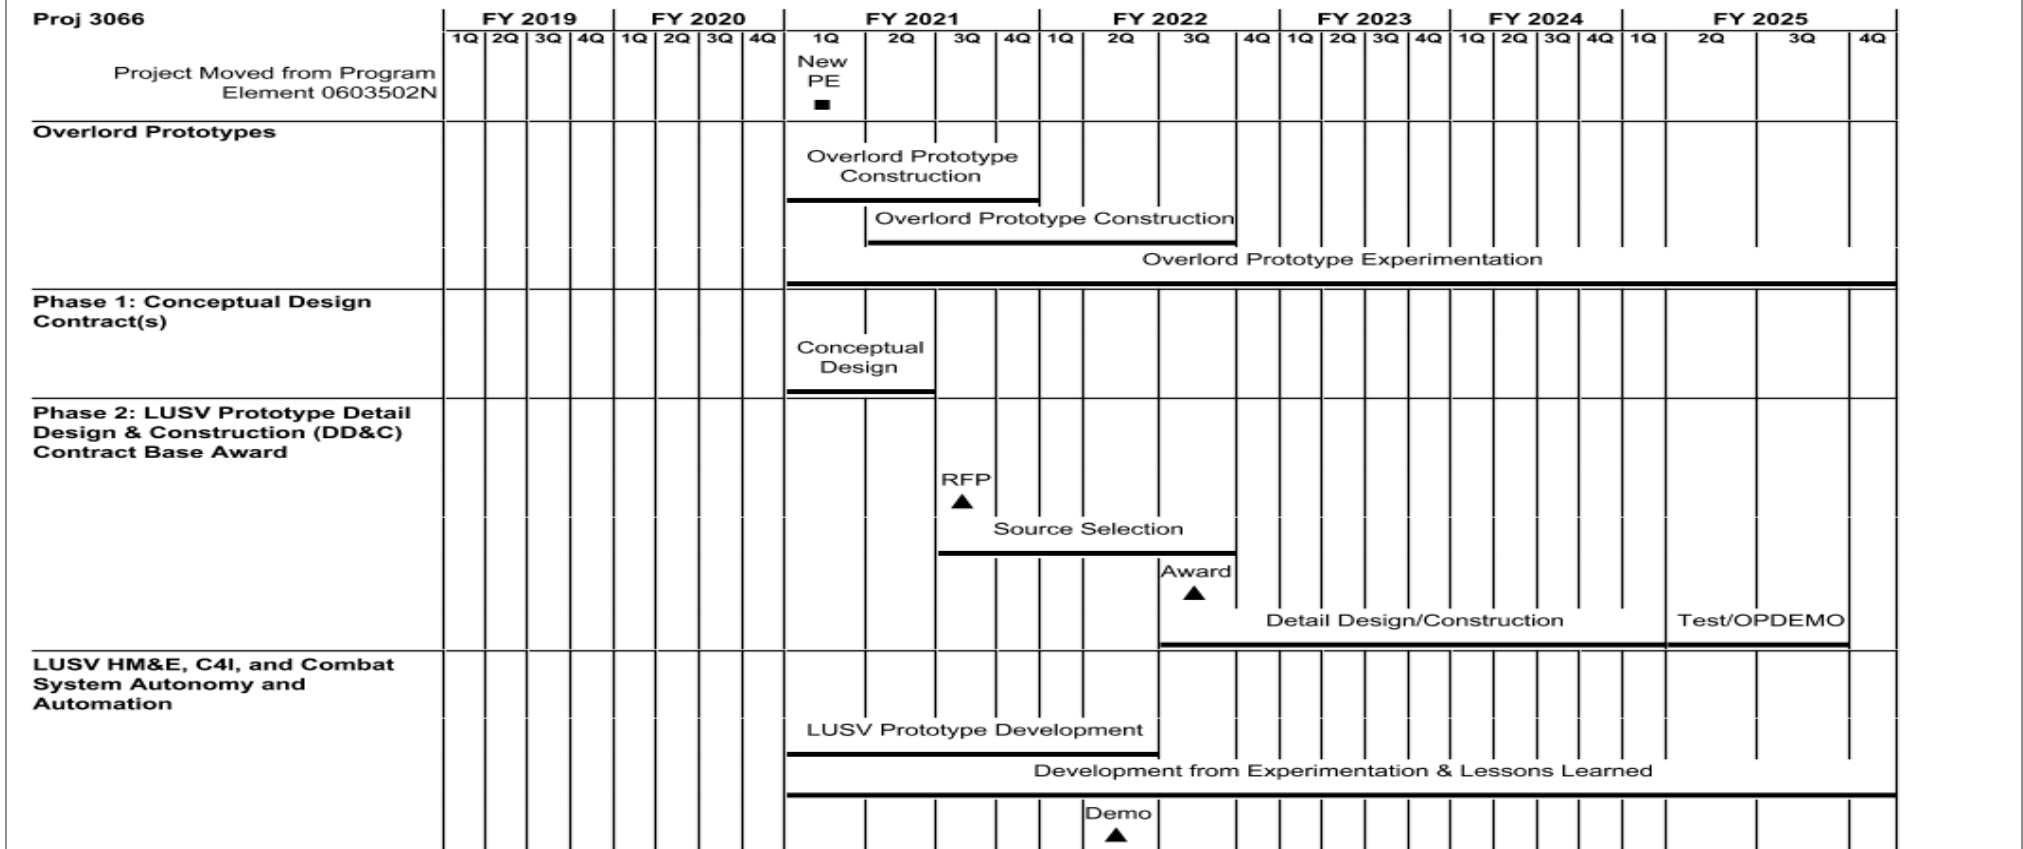 Proj 3066 FY 2019 FY 2020 FY 2021 FY 2022 FY 2023 FY 2024 FY 2025
1Q 2Q 3Q 4Q 1Q 2Q 3Q 4Q 1Q 2Q 3Q 4Q 1Q 2Q 3Q 4Q 1Q 2Q 3Q 4Q 1Q 2Q 3Q 4Q 1Q 2Q 3Q 4Q
Project Moved from Program
Element 0603502N
New
PE
Overlord Prototypes
Overlord Prototype
Construction
Overlord Prototype Construction
Overlord Prototype Experimentation
Phase 1: Conceptual Design
Contract(s)
Conceptual
Design
Phase 2: LUSV Prototype Detail
Design & Construction (DD&C)
Contract Base Award
RFP
Source Selection
Award
Detail Design/Construction
Test/OPDEMO
LUSV HM&E, C4I, and Combat
System Autonomy and
Automation
LUSV Prototype Development
Development from Experimentation & Lessons Learned
Demo